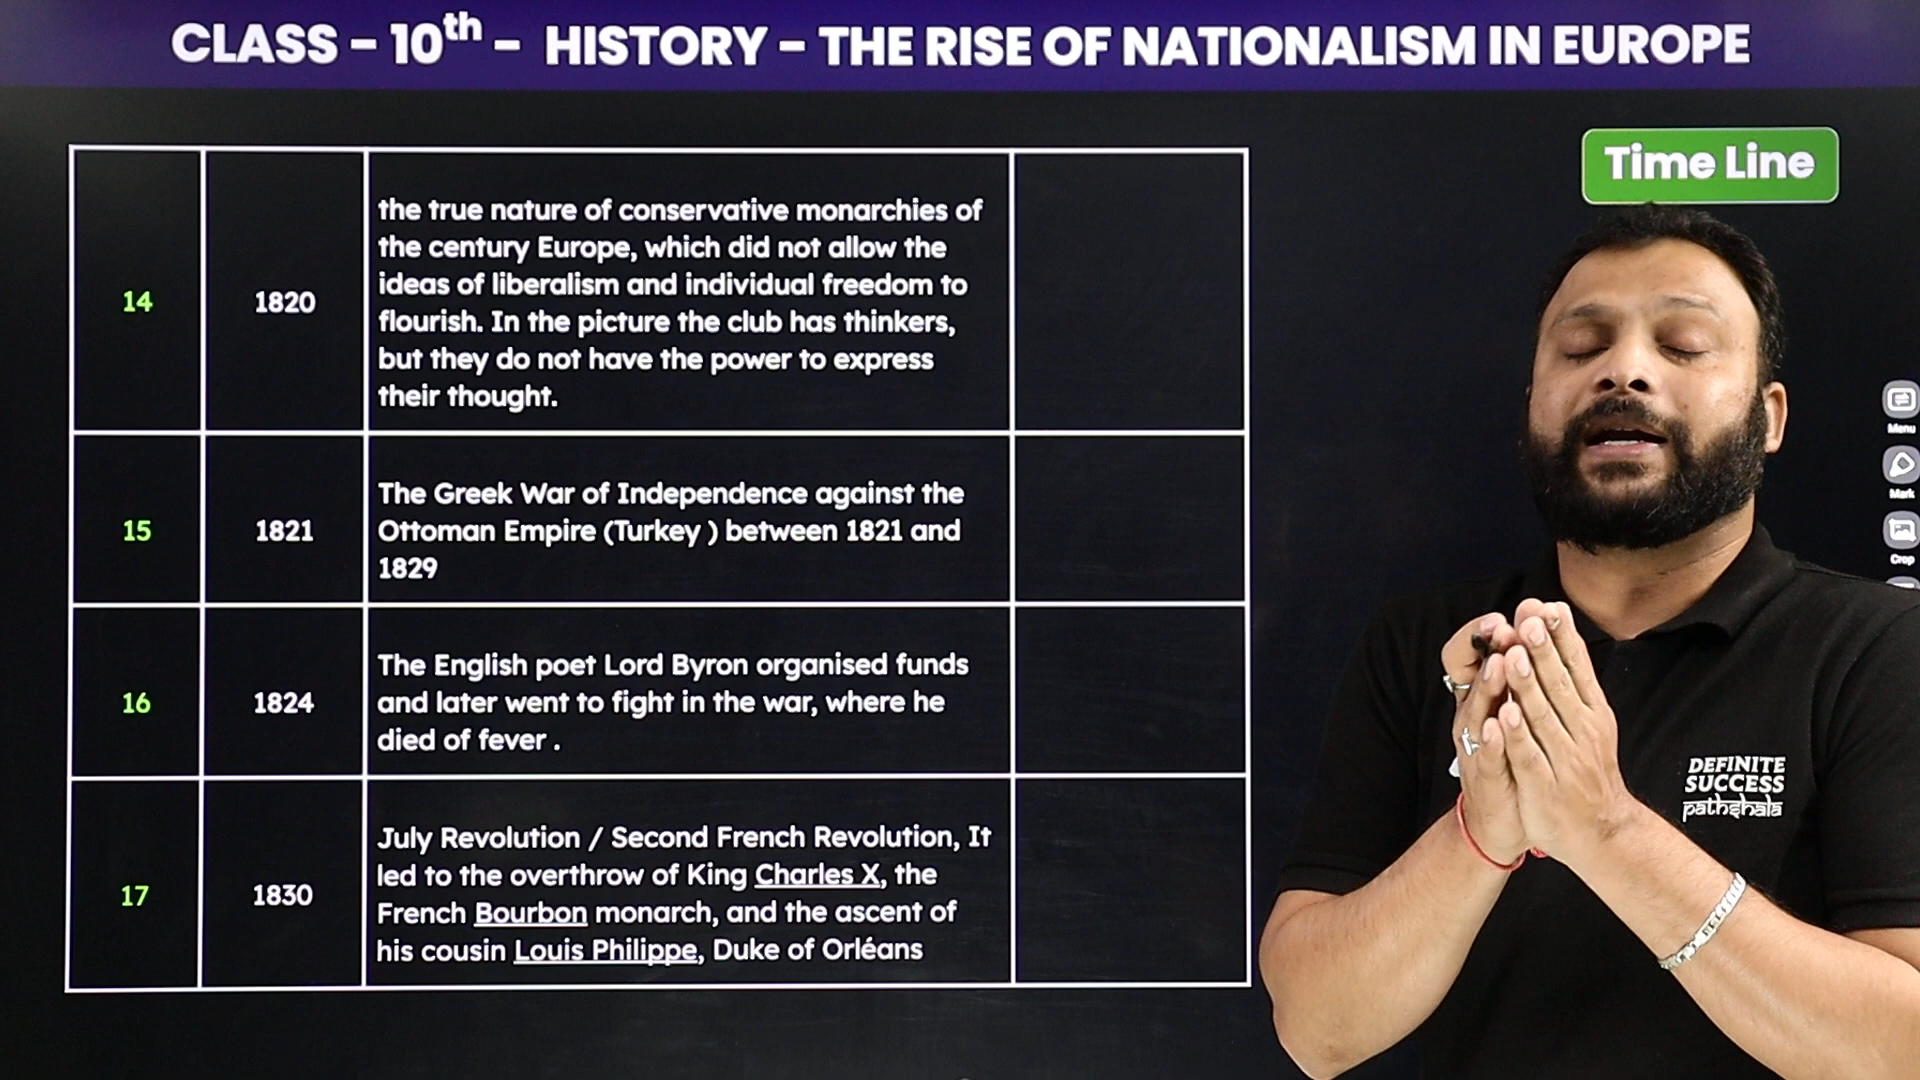 CLASS – 10th – HISTORY – THE RISE OF NATIONALISM IN EUROPE
Time Line
14
1820
the true nature of conservative monarchies of
the century Europe, which did not allow the
ideas of liberalism and individual freedom to
flourish. In the picture the club has thinkers,
but they do not have the power to express
their thought.
15
1821
The Greek War of Independence against the
Ottoman Empire (Turkey ) between 1821 and
1829
16
1824
The English poet Lord Byron organised funds
and later went to fight in the war, where he
died of fever .
17
1830
July Revolution / Second French Revolution, It
led to the overthrow of King Charles X, the
French Bourbon monarch, and the ascent of
his cousin Louis Philippe, Duke of Orléans
Menu
Mark
Crop
DEFINITE
SUCCESS
pathshala